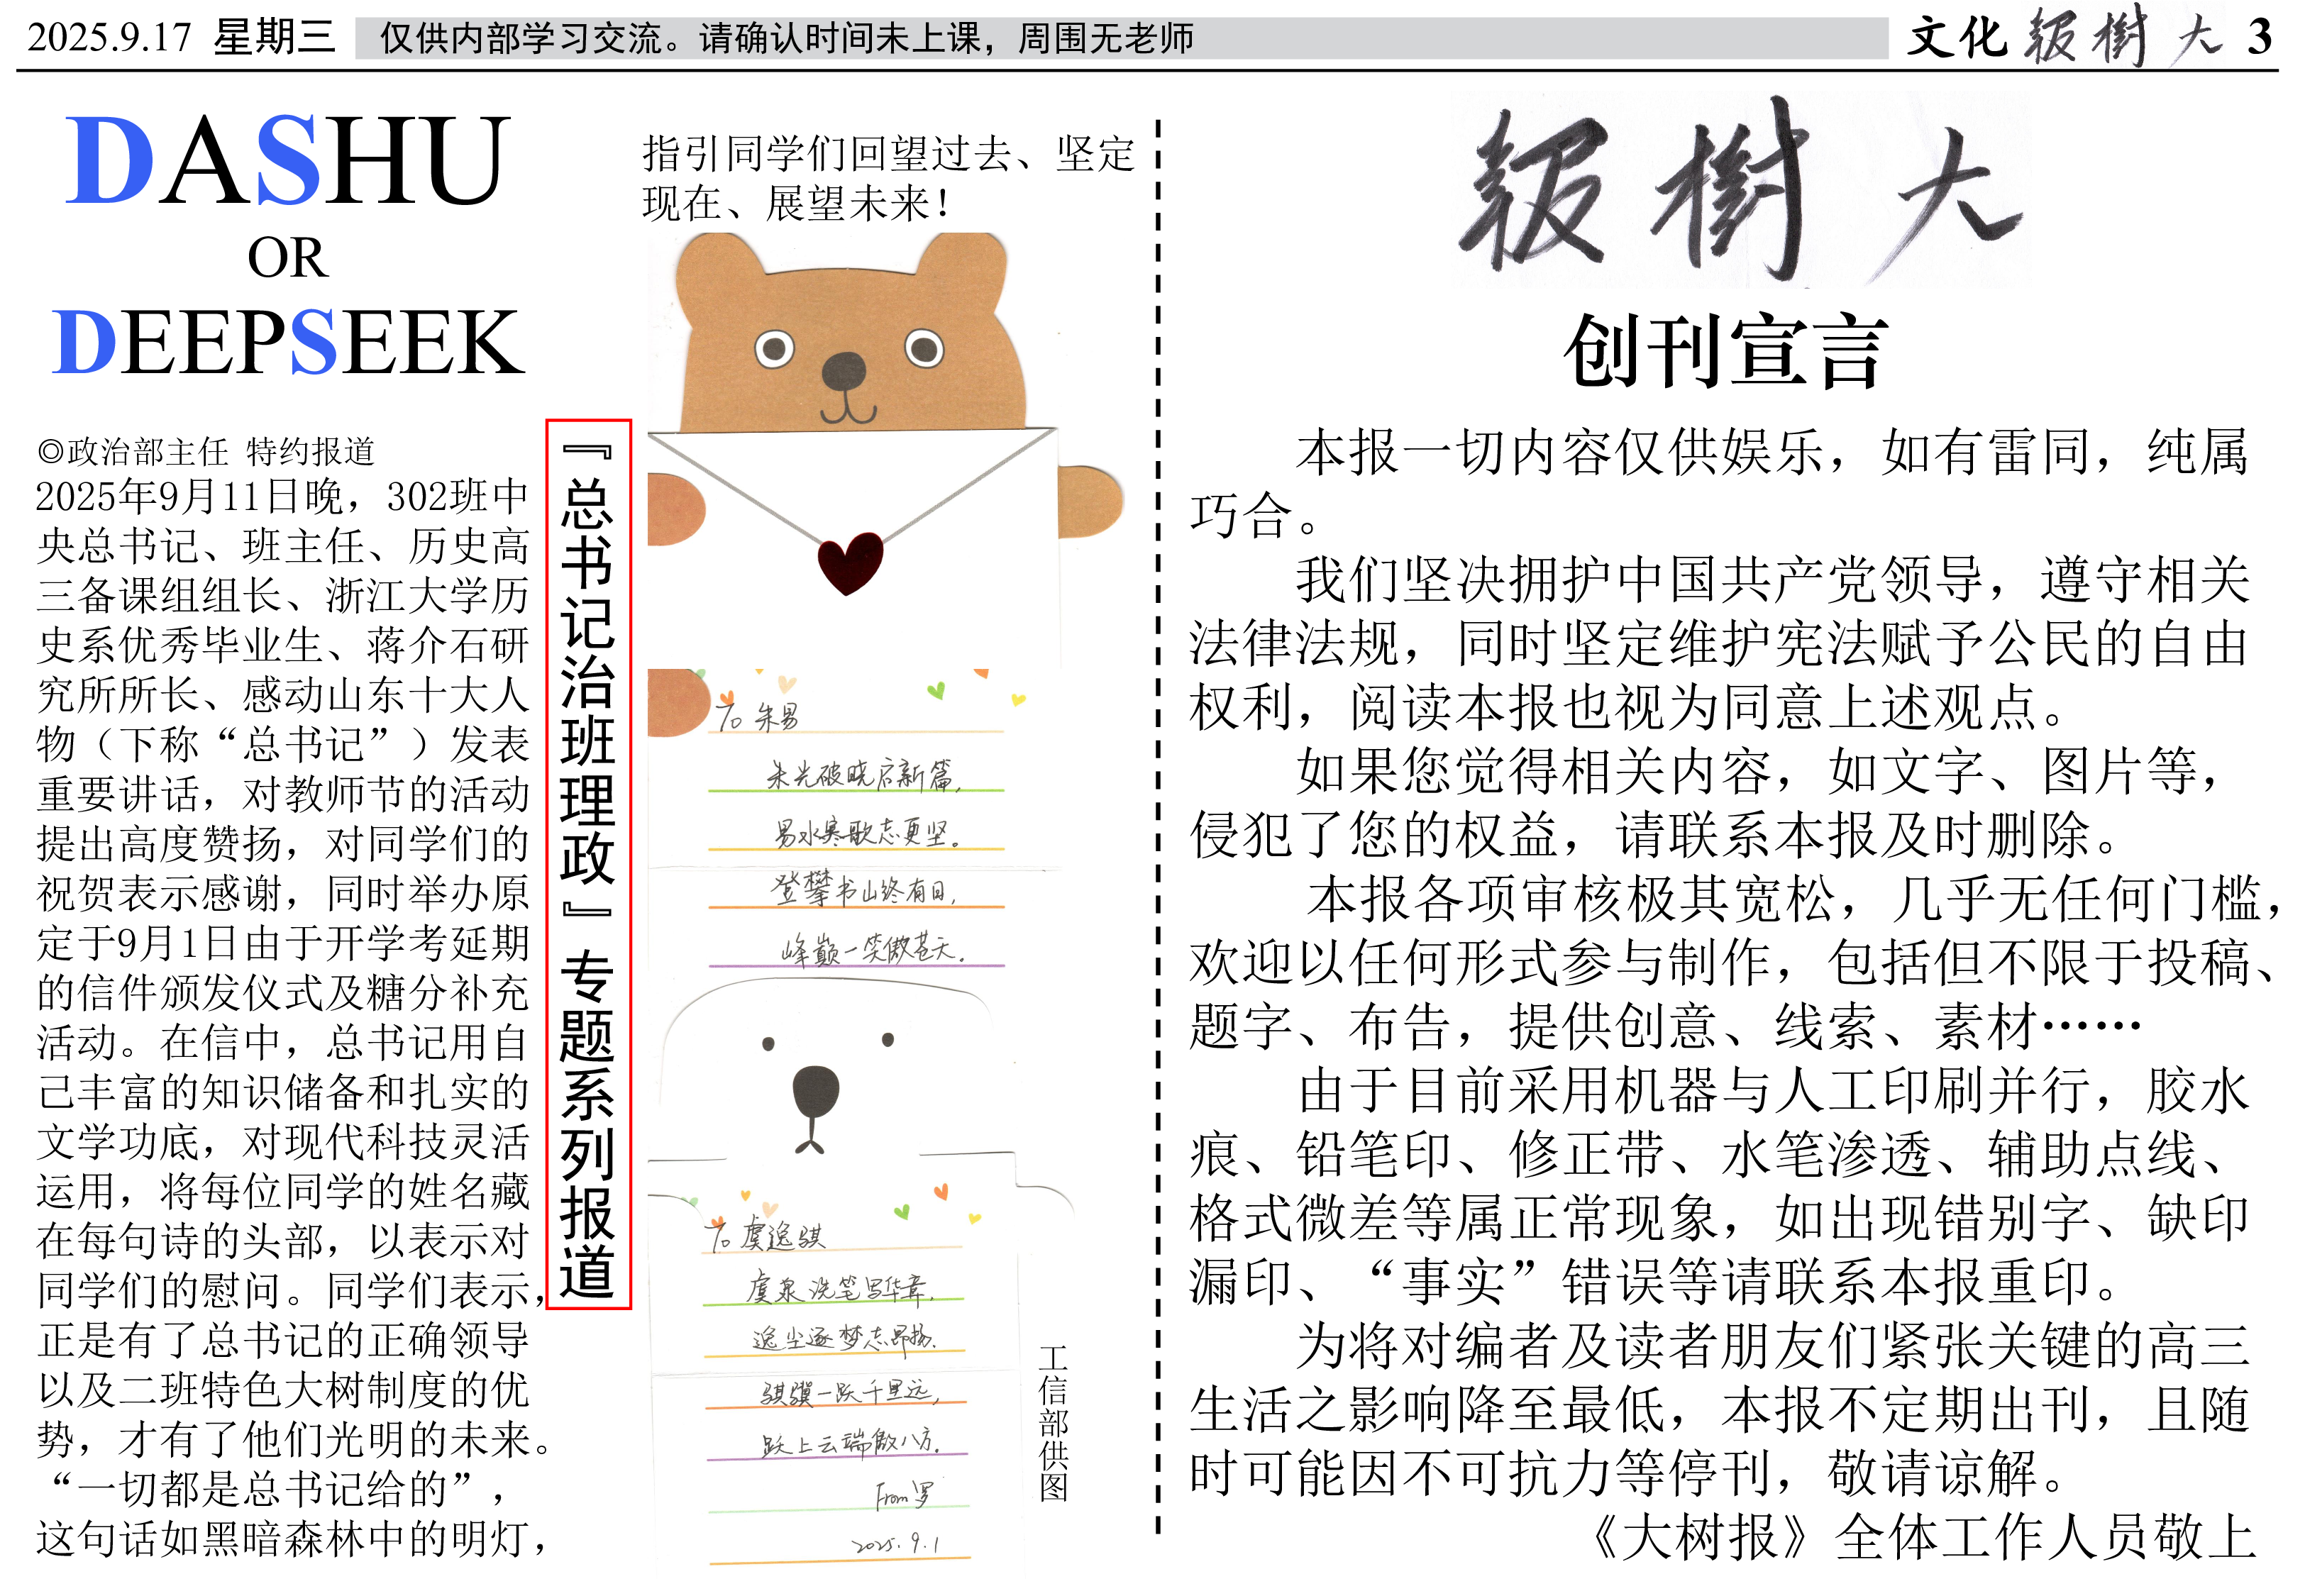 2025.9.17 星期三 仅供内部学习交流。请确认时间未上课，周围无老师 文化 報樹大 3
DASHU
OR
DEEPSEEK
◎政治部主任 特约报道
2025年9月11日晚，302班中
央总书记、班主任、历史高
三备课组组长、浙江大学历
史系优秀毕业生、蒋介石研
究所所长、感动山东十大人
物（下称“总书记”）发表
重要讲话，对教师节的活动
提出高度赞扬，对同学们的
祝贺表示感谢，同时举办原
定于9月1日由于开学考延期
的信件颁发仪式及糖分补充
活动。在信中，总书记用自
己丰富的知识储备和扎实的
文学功底，对现代科技灵活
运用，将每位同学的姓名藏
在每句诗的头部，以表示对
同学们的慰问。同学们表示，
正是有了总书记的正确领导
以及二班特色大树制度的优
势，才有了他们光明的未来。
“一切都是总书记给的”，
这句话如黑暗森林中的明灯，
『总书记治班理政』专题系列报道
指引同学们回望过去、坚定
现在、展望未来！
To 朱易
朱光破晓启新篇，
易水寒歌志更坚。
登攀书山终有日，
峰巅一笑傲苍天。
To 虞逸骐
虞泉洗笔写华章，
逸尘逐梦志昂扬。
骐骥一跃千里远，
跃上云端傲八方。
From 罗
2025.9.1
工信部供图
報樹大
创刊宣言
本报一切内容仅供娱乐，如有雷同，纯属
巧合。
我们坚决拥护中国共产党领导，遵守相关
法律法规，同时坚定维护宪法赋予公民的自由
权利，阅读本报也视为同意上述观点。
如果您觉得相关内容，如文字、图片等，
侵犯了您的权益，请联系本报及时删除。
本报各项审核极其宽松，几乎无任何门槛，
欢迎以任何形式参与制作，包括但不限于投稿、
题字、布告，提供创意、线索、素材……
由于目前采用机器与人工印刷并行，胶水
痕、铅笔印、修正带、水笔渗透、辅助点线、
格式微差等属正常现象，如出现错别字、缺印
漏印、“事实”错误等请联系本报重印。
为将对编者及读者朋友们紧张关键的高三
生活之影响降至最低，本报不定期出刊，且随
时可能因不可抗力等停刊，敬请谅解。
《大树报》全体工作人员敬上